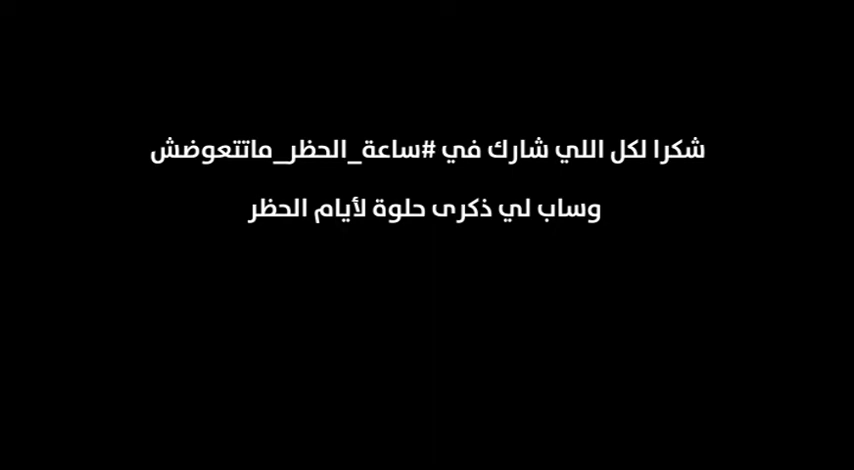 شكرا لكل اللي شارك في #ساعة_الحظر_ماتتعوضش
وساب لي ذكرى حلوة لأيام الحظر